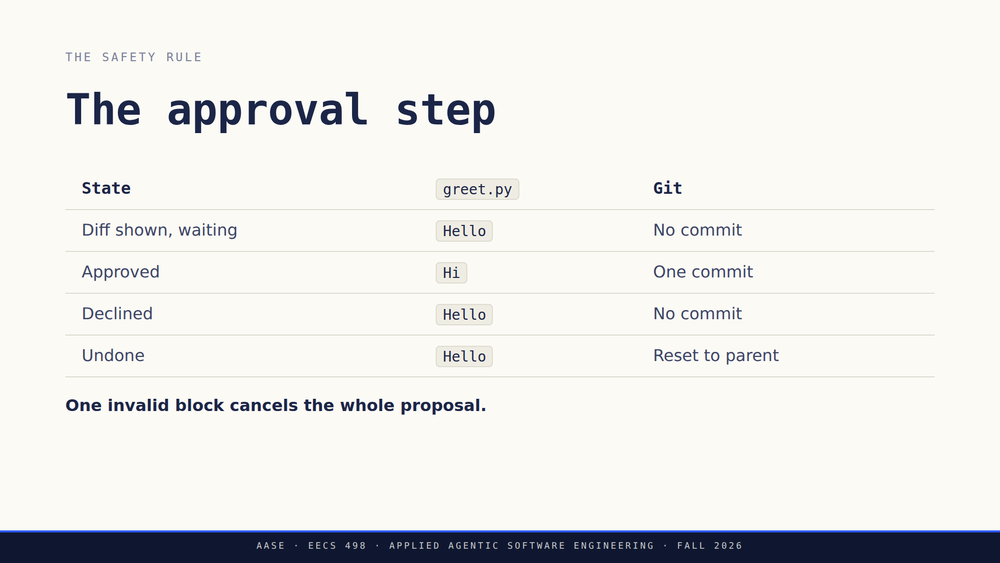 THE SAFETY RULE
The approval step
State greet.py Git
Diff shown, waiting Hello No commit
Approved Hi One commit
Declined Hello No commit
Undone Hello Reset to parent
One invalid block cancels the whole proposal.
AASE · EECS 498 · APPLIED AGENTIC SOFTWARE ENGINEERING · FALL 2026